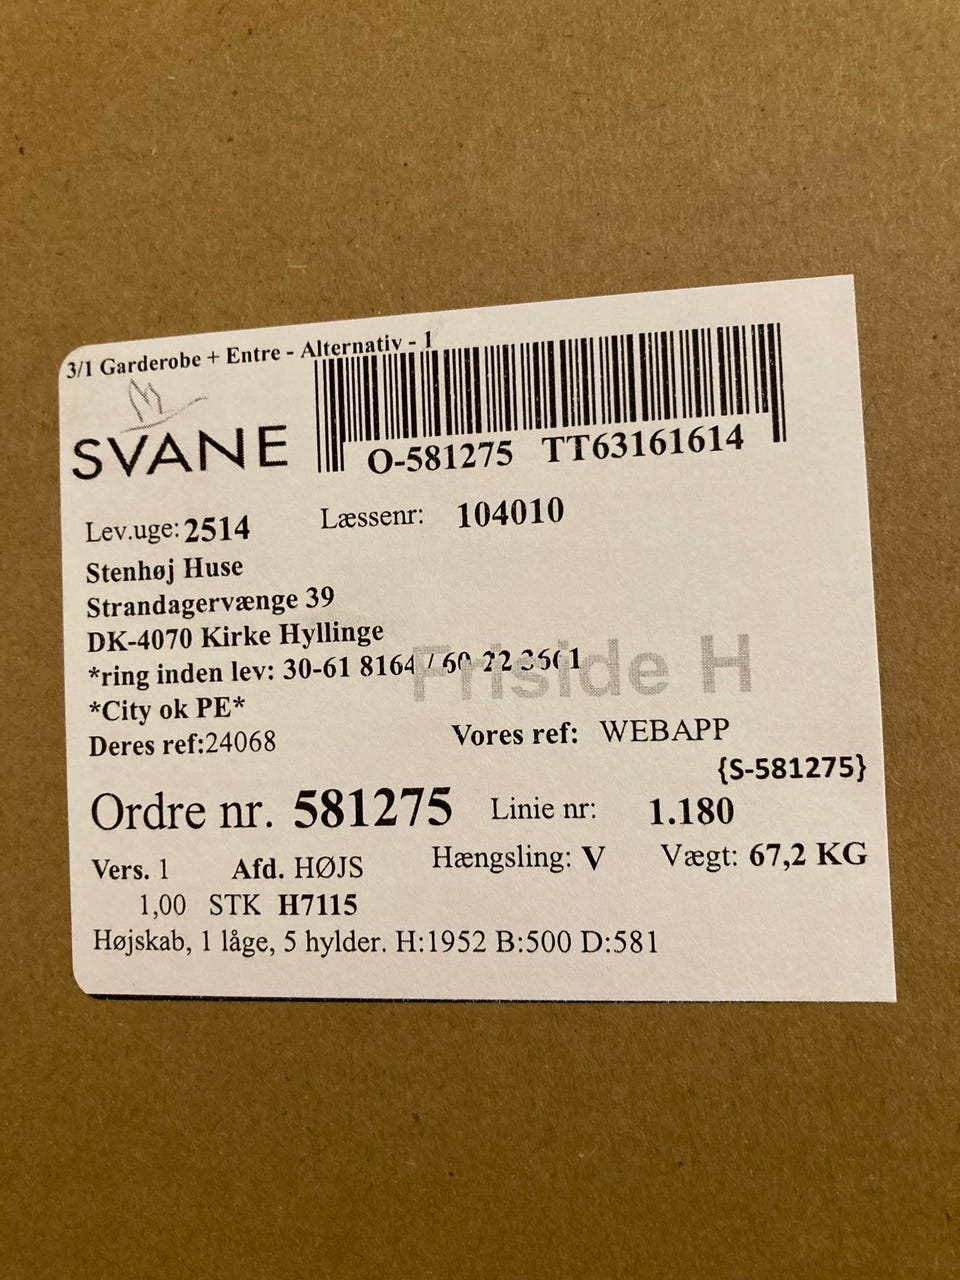 3/1 Garderobe + Entre - Alternativ - 1
SVANE
O-581275 TT63161614
Lev.uge: 2514 Læssenr: 104010
Stenhøj Huse
Strandagervænge 39
DK-4070 Kirke Hyllinge
*ring inden lev: 30-61 8164 / 60 22
Friside H
*City ok PE*
Deres ref:24068 Vores ref: WEBAPP
{S-581275}
Ordre nr. 581275 Linie nr: 1.180
Vers. 1 Afd. HØJS Hængsling: V Vægt: 67,2 KG
1,00 STK H7115
Højskab, 1 låge, 5 hylder. H:1952 B:500 D:581